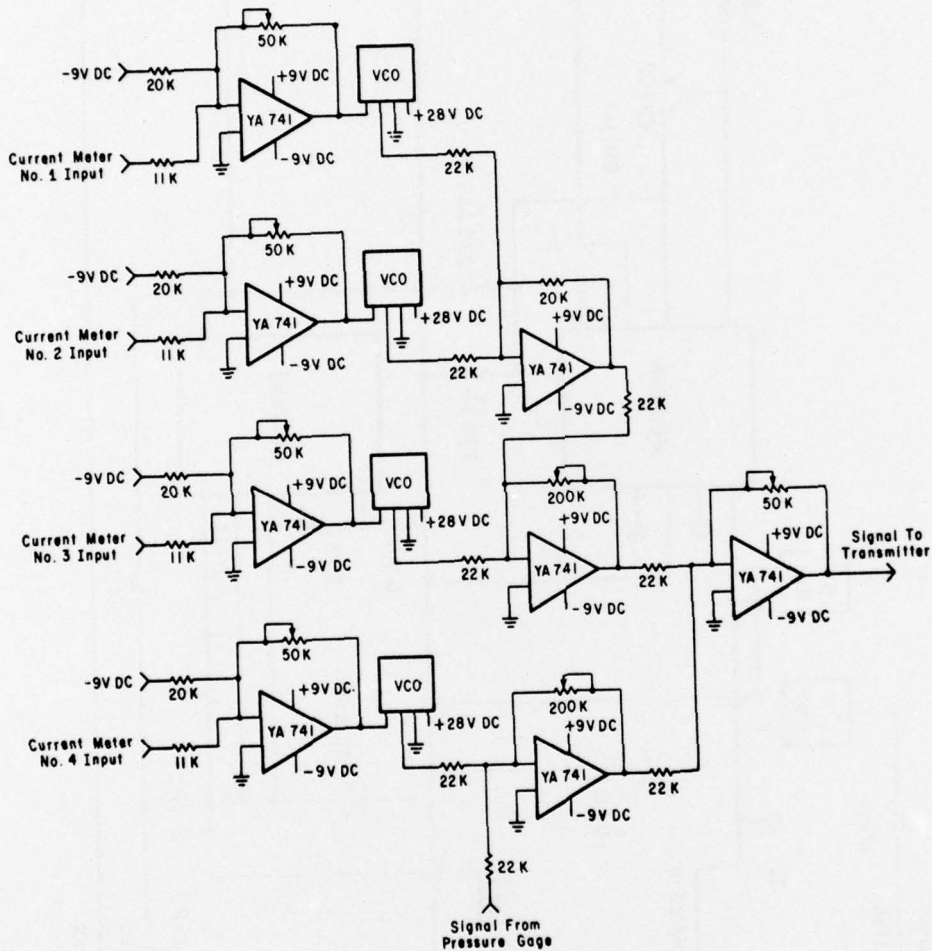 50K
-9V DC
20K
+9V DC
VCO
YA 741
+28V DC
-9V DC
Current Meter
No. 1 Input
11K
22K
50K
-9V DC
20K
+9V DC
VCO
YA 741
+28V DC
-9V DC
Current Meter
No. 2 Input
11K
22K
20K
+9V DC
YA 741
-9V DC
22K
50K
-9V DC
20K
+9V DC
VCO
YA 741
+28V DC
-9V DC
Current Meter
No. 3 Input
11K
22K
200K
+9V DC
YA 741
-9V DC
22K
50K
+9V DC
YA 741
-9V DC
Signal To
Transmitter
50K
-9V DC
20K
+9V DC.
VCO
YA 741
+28V DC
-9V DC
Current Meter
No. 4 Input
11K
22K
200K
+9V DC
YA 741
-9V DC
22K
22K
Signal From
Pressure Gage